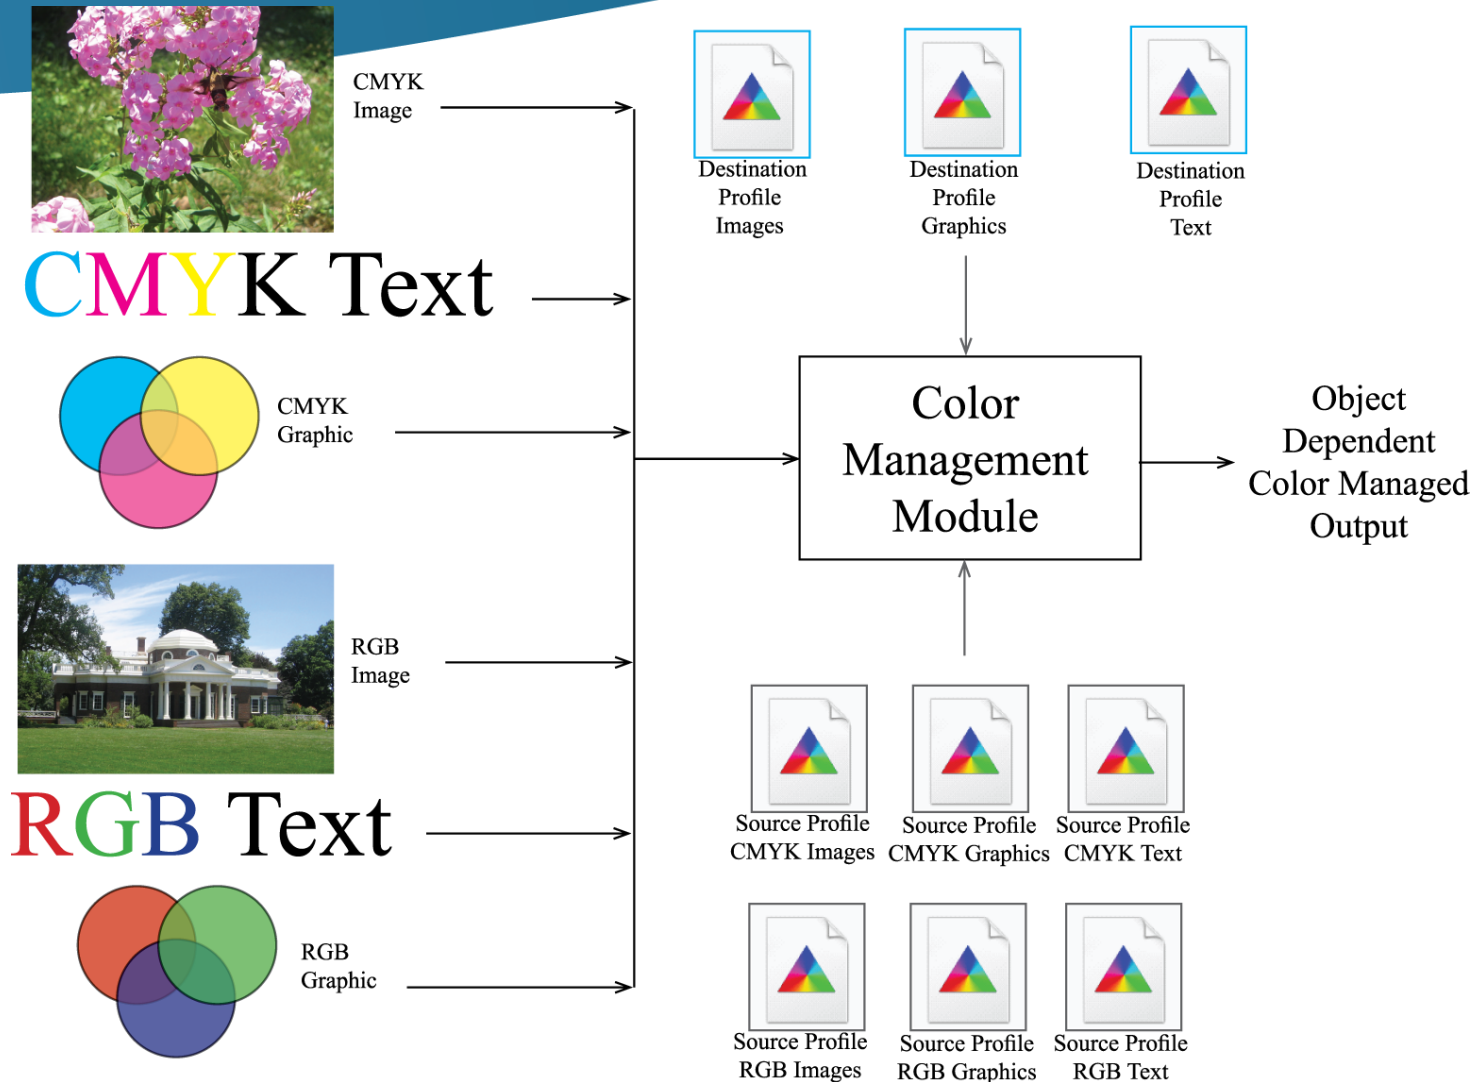 CMYK
Image
CMYK Text
CMYK
Graphic
RGB
Image
RGB Text
RGB
Graphic
Destination
Profile
Images
Destination
Profile
Graphics
Destination
Profile
Text
Color
Management
Module
Object
Dependent
Color Managed
Output
Source Profile
CMYK Images
Source Profile
CMYK Graphics
Source Profile
CMYK Text
Source Profile
RGB Images
Source Profile
RGB Graphics
Source Profile
RGB Text